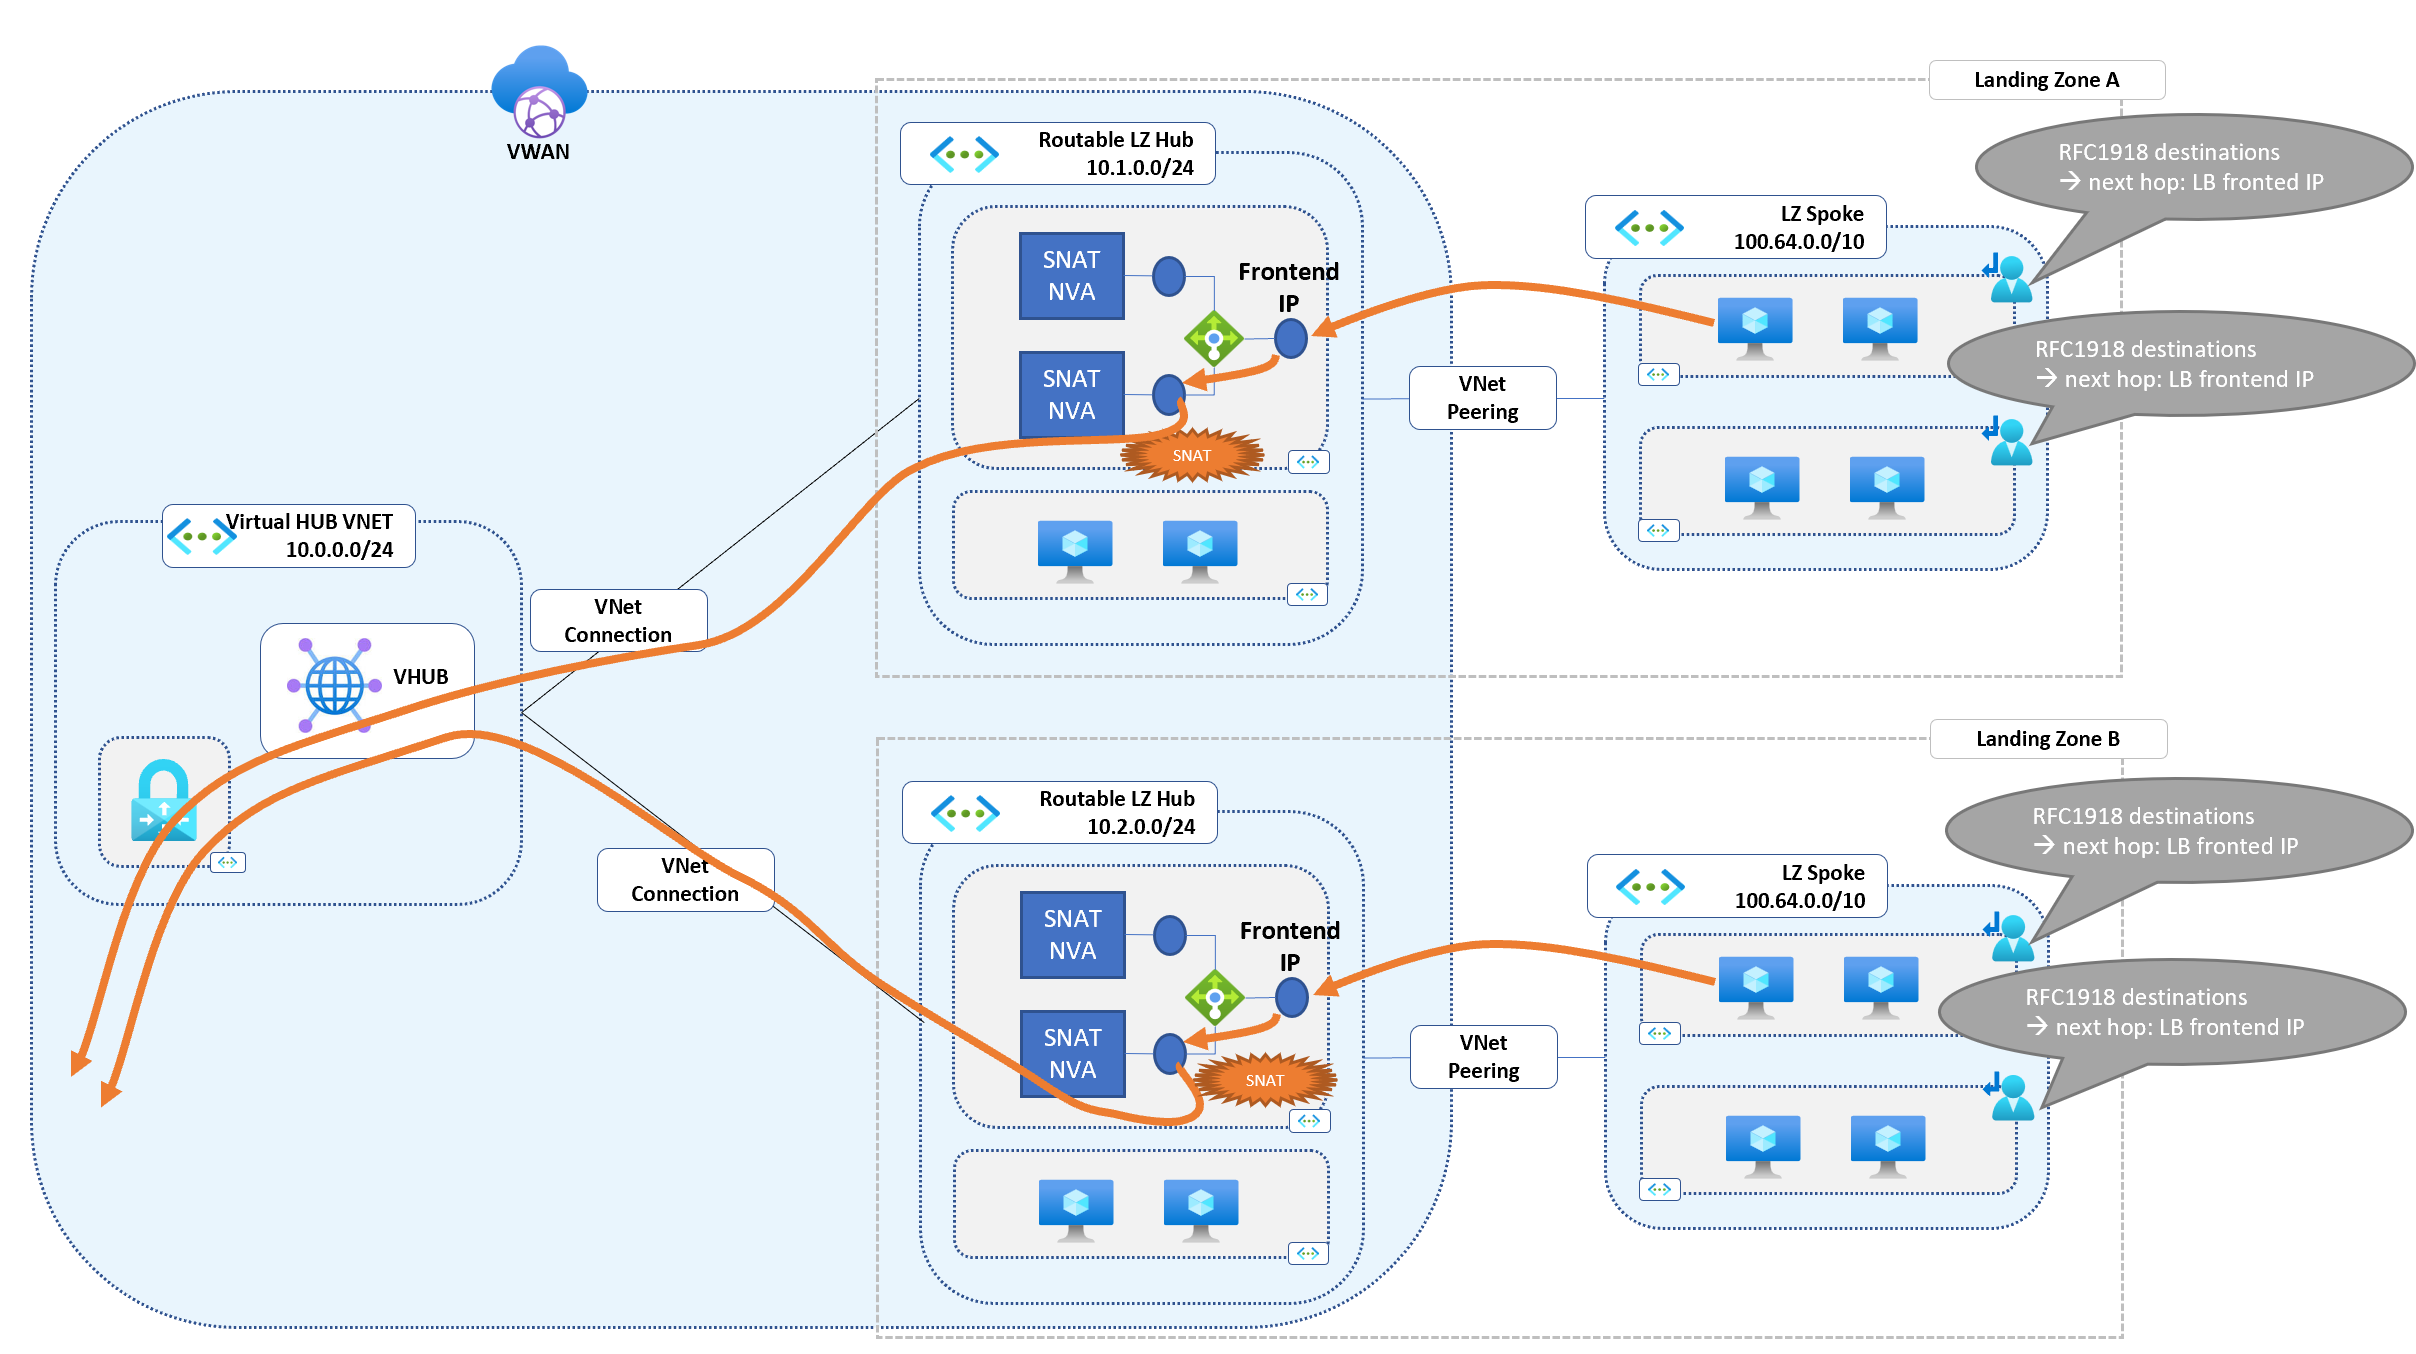 VWAN
Landing Zone A
Routable LZ Hub
10.1.0.0/24
RFC1918 destinations
→ next hop: LB fronted IP
LZ Spoke
100.64.0.0/10
SNAT
NVA
Frontend
IP
SNAT
NVA
SNAT
RFC1918 destinations
→ next hop: LB frontend IP
VNet
Peering
Virtual HUB VNET
10.0.0.0/24
VNet
Connection
VHUB
Landing Zone B
Routable LZ Hub
10.2.0.0/24
RFC1918 destinations
→ next hop: LB fronted IP
VNet
Connection
LZ Spoke
100.64.0.0/10
SNAT
NVA
Frontend
IP
SNAT
NVA
SNAT
RFC1918 destinations
→ next hop: LB frontend IP
VNet
Peering